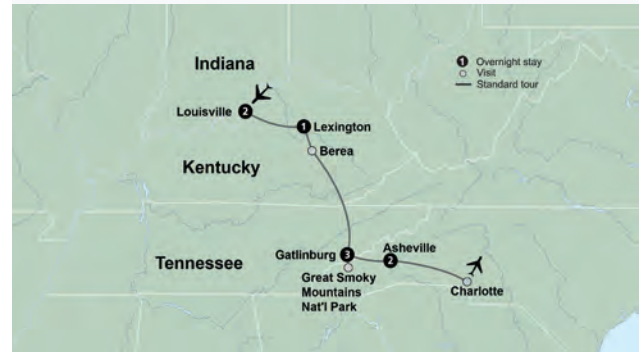 Indiana
1 Overnight stay
Visit
Standard tour
Louisville 2
1 Lexington
Berea
Kentucky
Tennessee
Gatlinburg 3
Asheville
2
Great Smoky
Mountains
Nat'l Park
Charlotte